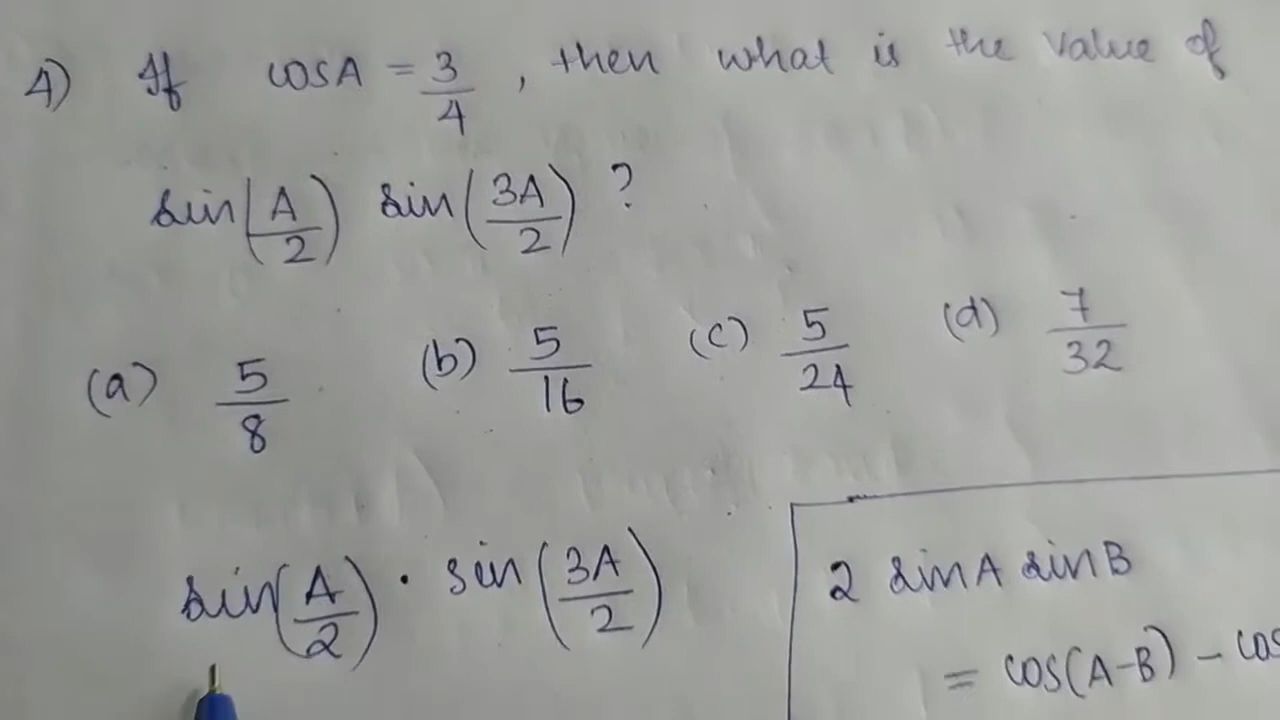 4) If cosA = 3/4 , then what is the value of
sin(A/2) sin(3A/2) ?
(a) 5/8 (b) 5/16 (c) 5/24 (d) 7/32
sin(A/2) · sin(3A/2)
2 sinA sinB
= cos(A-B) - cos